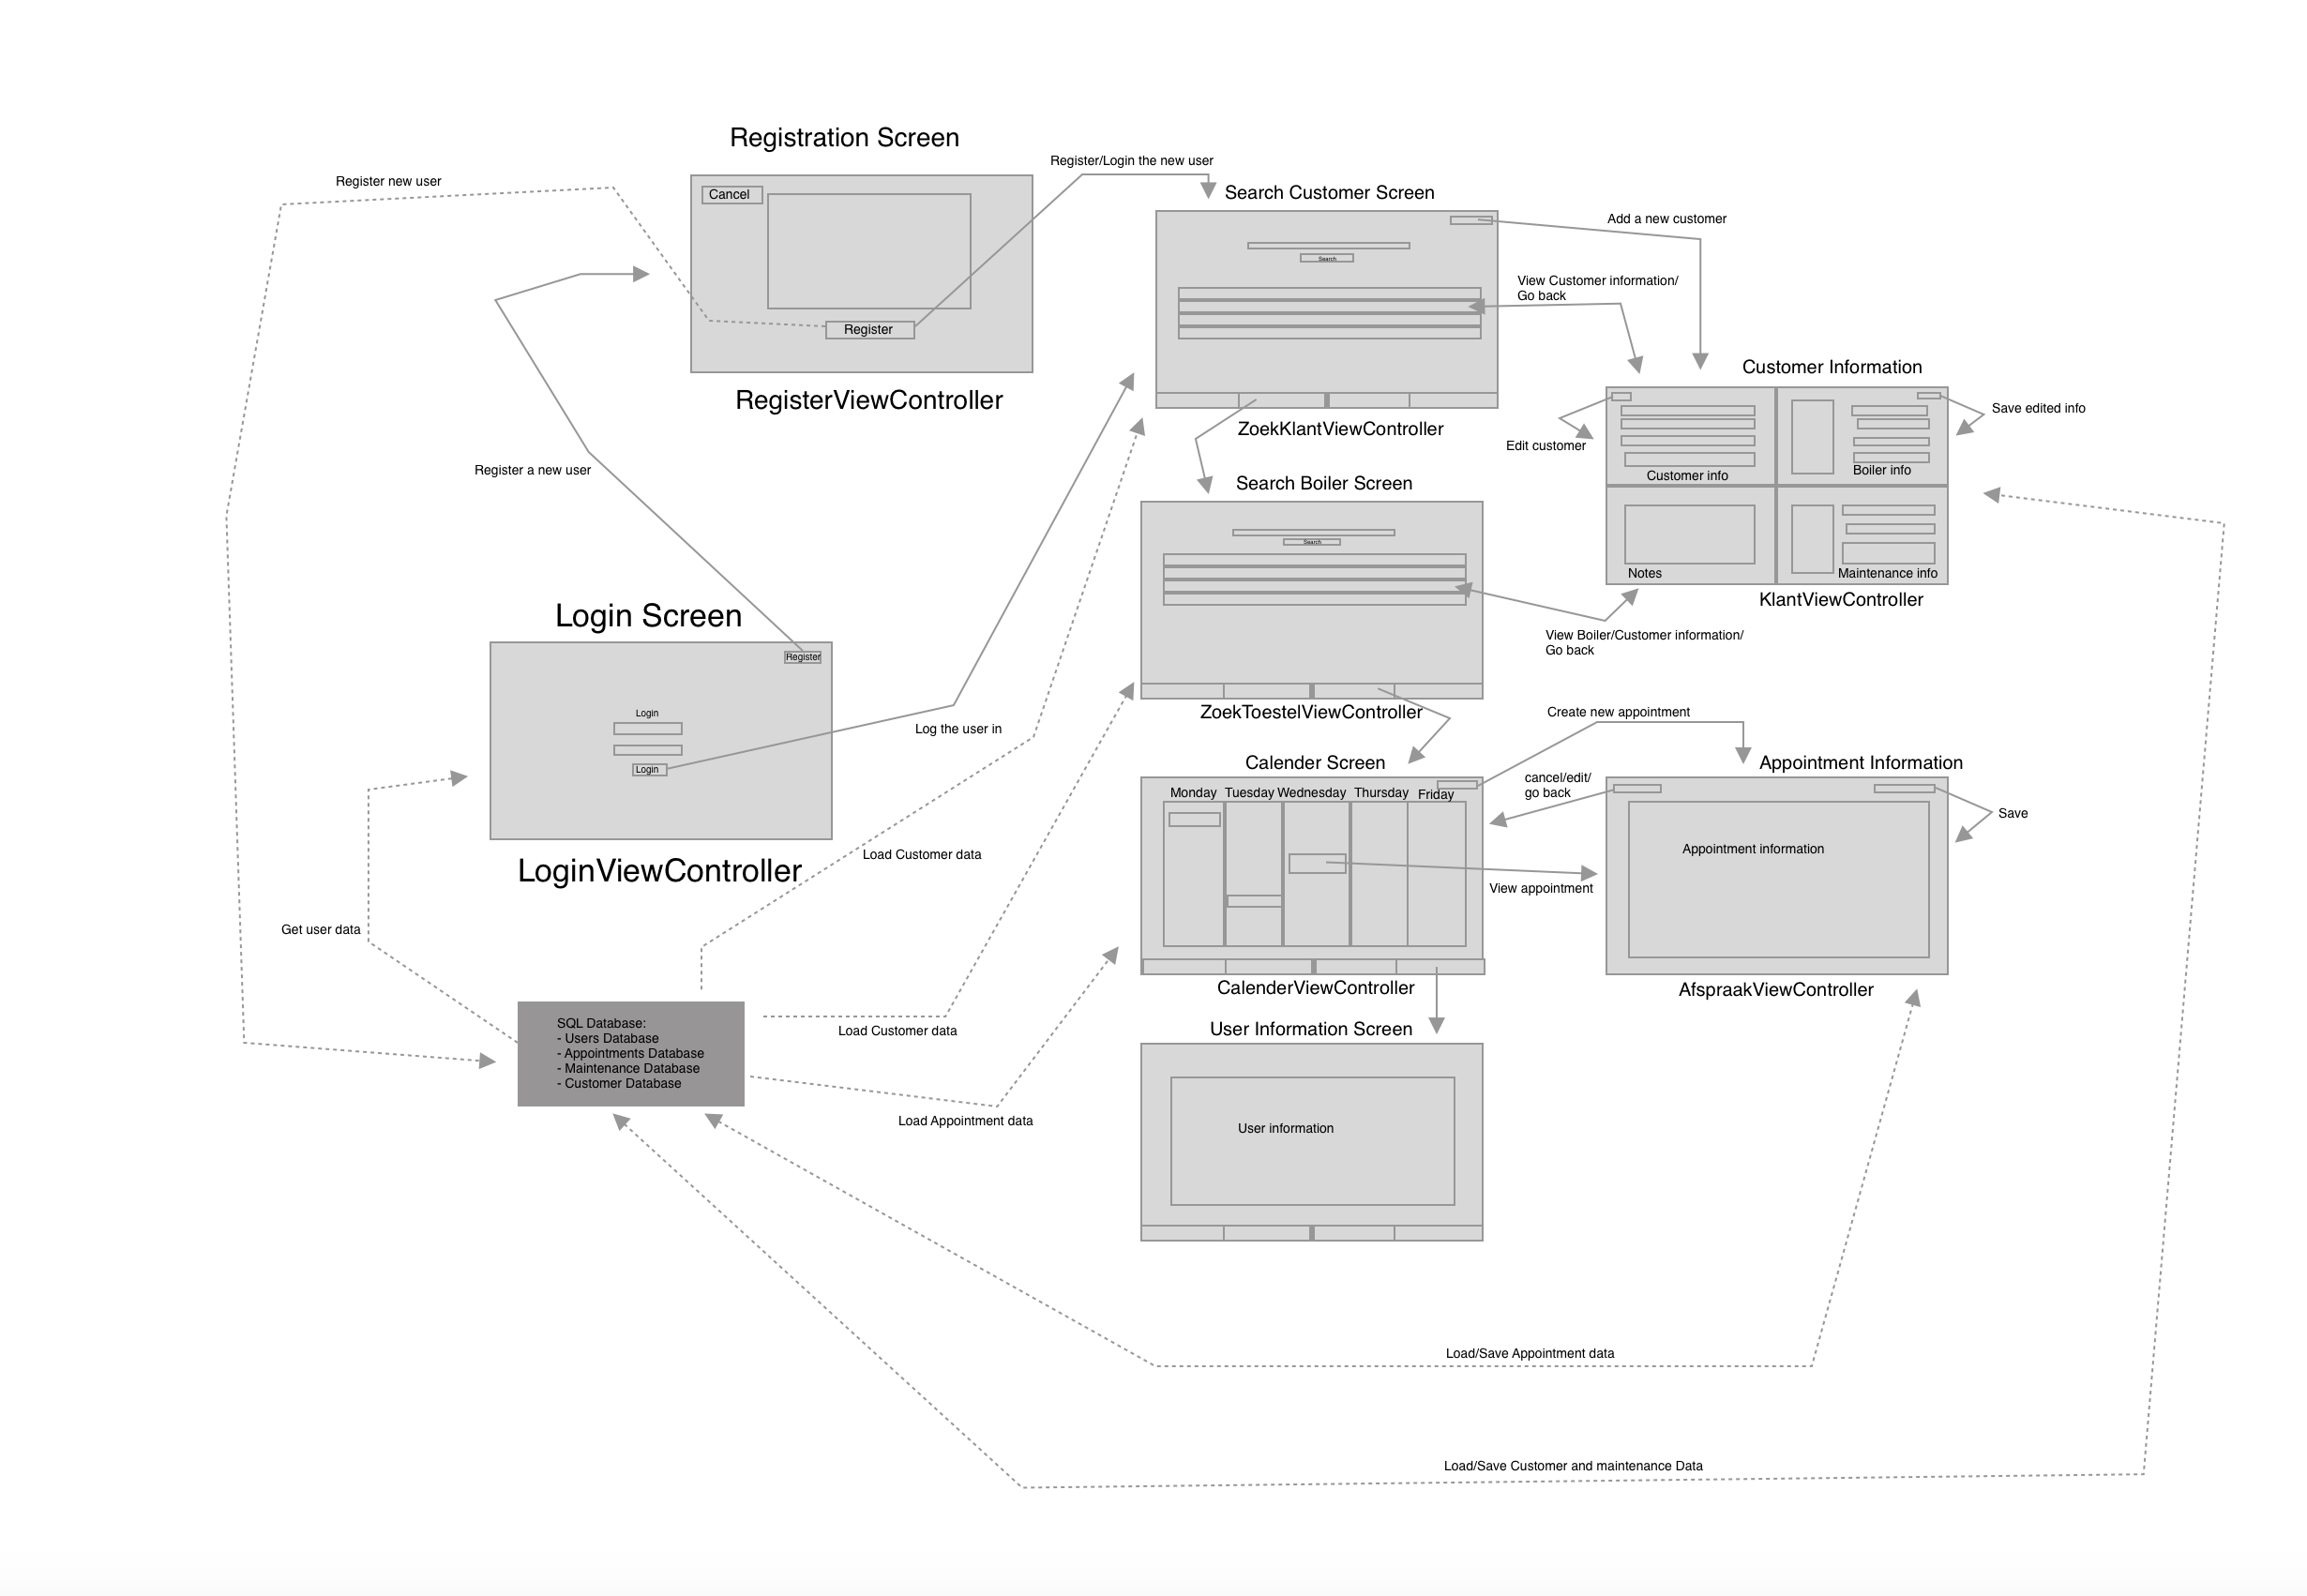 Registration Screen
Register/Login the new user
Register new user
Cancel
Search Customer Screen
Add a new customer
Search
View Customer information/
Go back
Register
Customer Information
RegisterViewController
Save edited info
ZoekKlantViewController
Edit customer
Customer info
Boiler info
Register a new user
Search Boiler Screen
Search
Notes
Maintenance info
KlantViewController
Login Screen
View Boiler/Customer information/
Go back
Register
Login
ZoekToestelViewController
Create new appointment
Log the user in
Login
Calender Screen
Appointment Information
cancel/edit/
go back
Monday
Tuesday
Wednesday
Thursday
Friday
Save
Appointment information
Load Customer data
LoginViewController
View appointment
Get user data
CalenderViewController
AfspraakViewController
SQL Database:
- Users Database
- Appointments Database
- Maintenance Database
- Customer Database
Load Customer data
User Information Screen
Load Appointment data
User information
Load/Save Appointment data
Load/Save Customer and maintenance Data